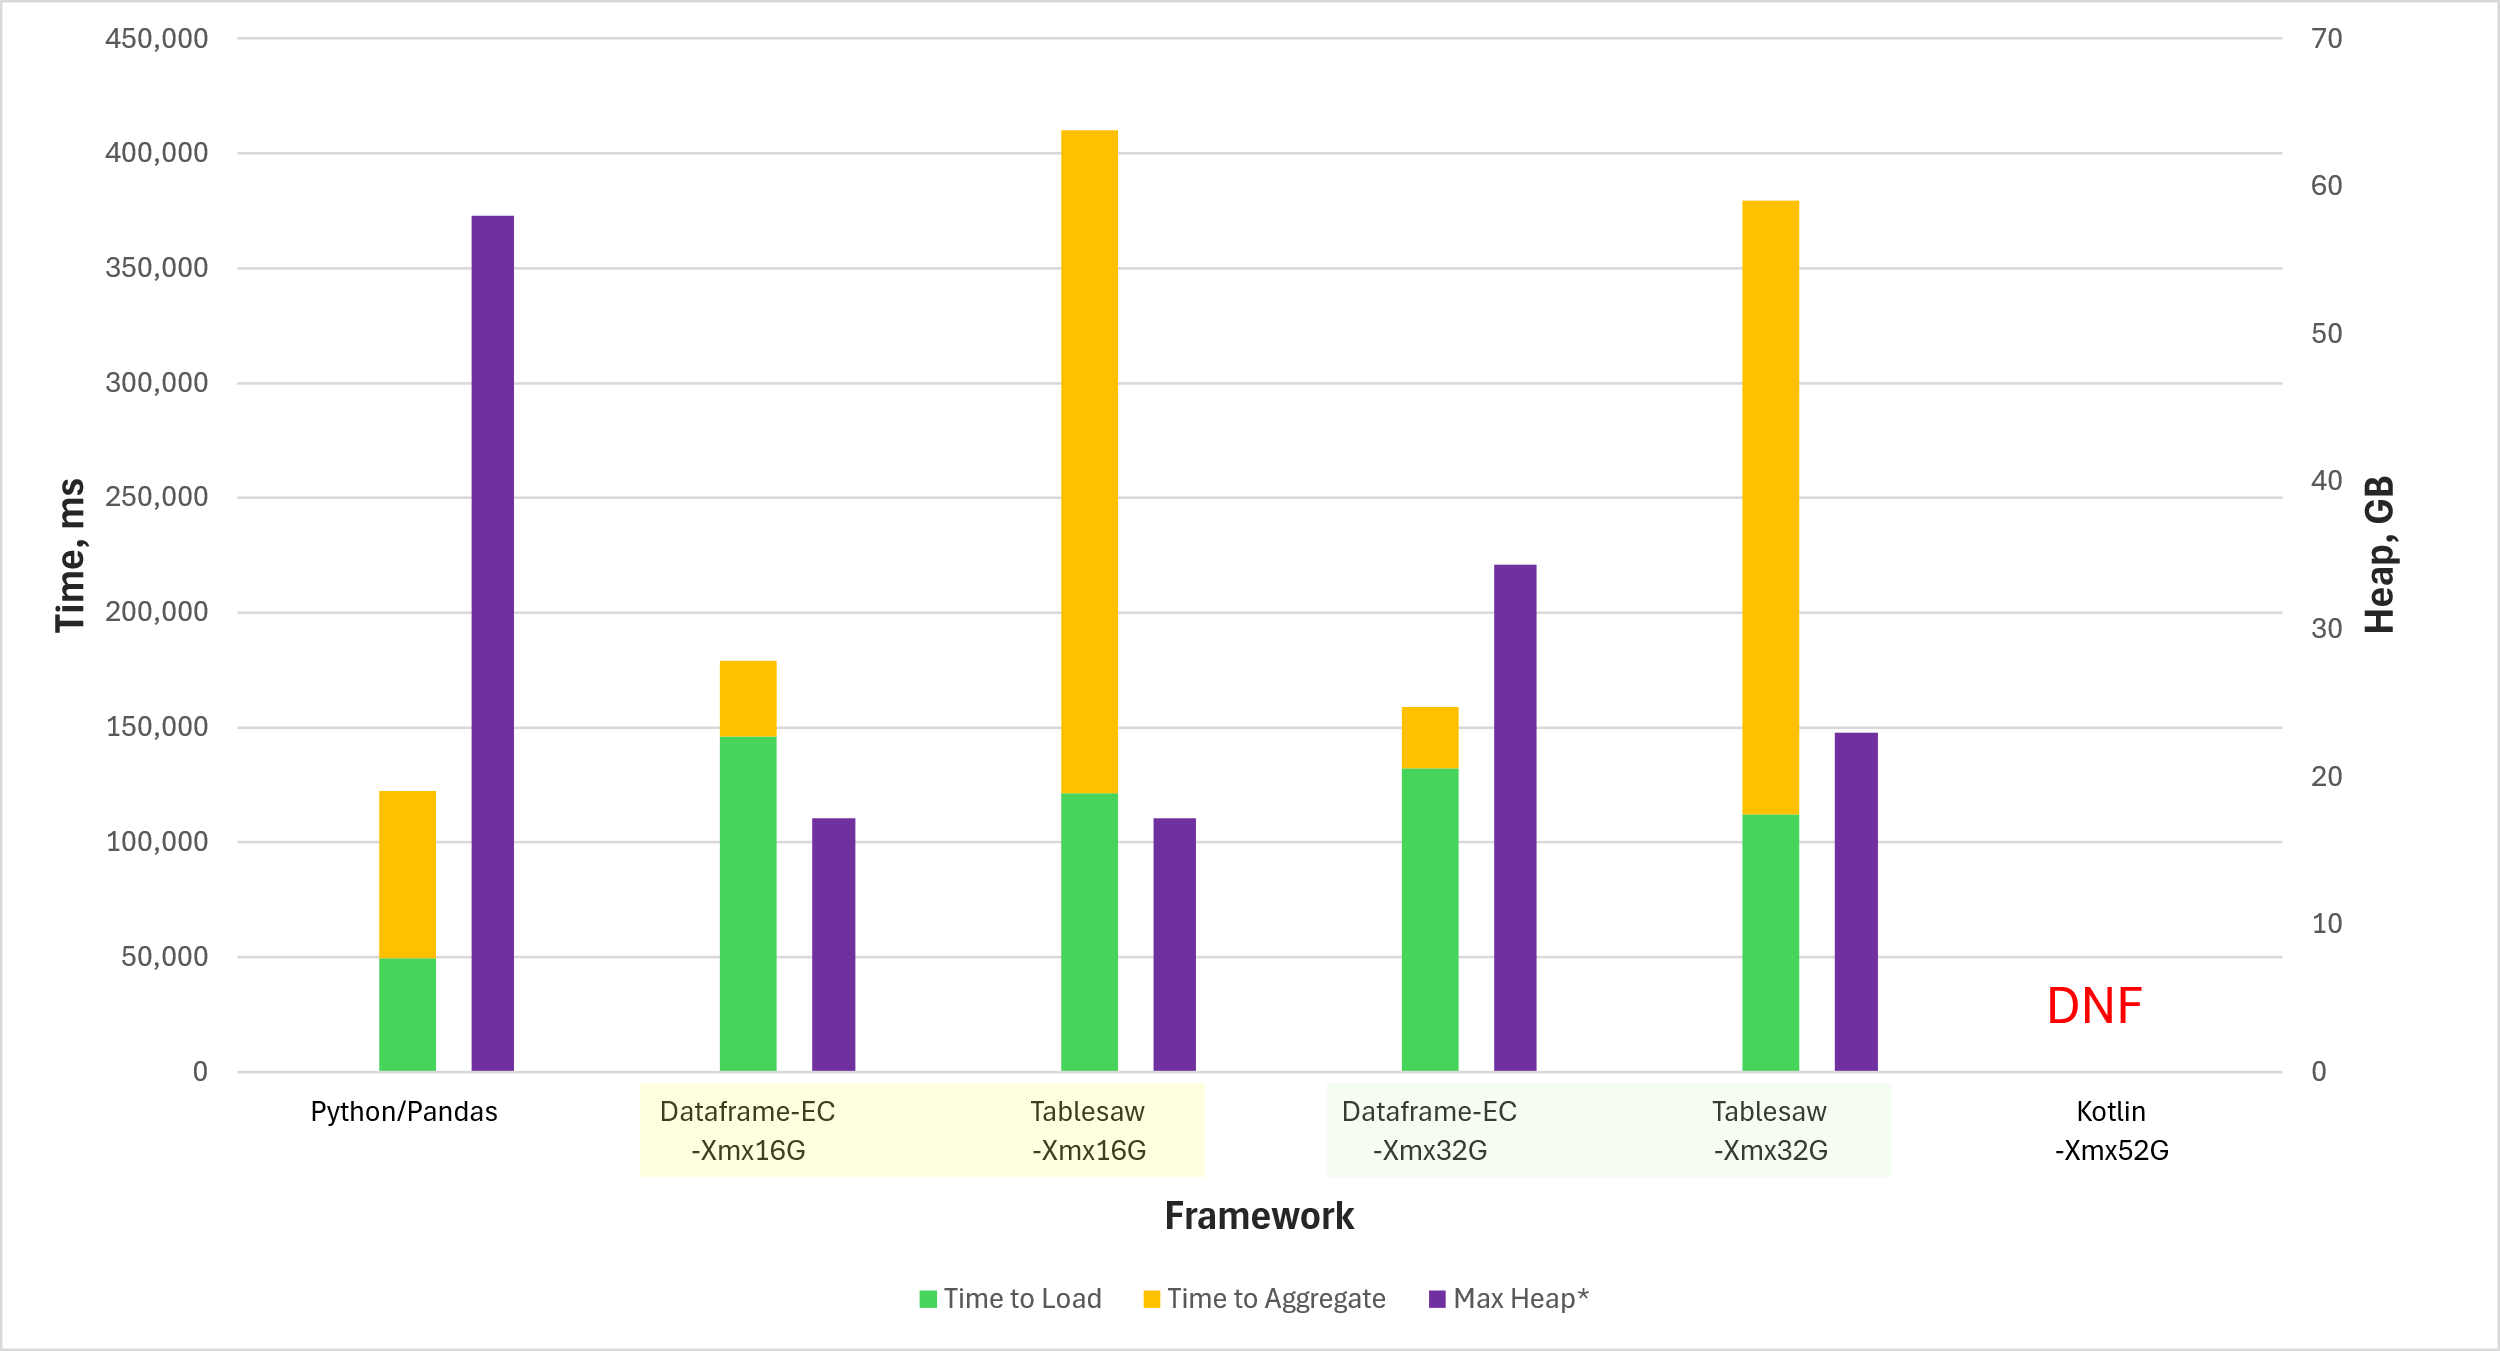 450,000
400,000
350,000
300,000
250,000
200,000
150,000
100,000
50,000
0
Time, ms
70
60
50
40
30
20
10
0
Heap, GB
DNF
Python/Pandas
Dataframe-EC
-Xmx16G
Tablesaw
-Xmx16G
Dataframe-EC
-Xmx32G
Tablesaw
-Xmx32G
Kotlin
-Xmx52G
Framework
Time to Load
Time to Aggregate
Max Heap*